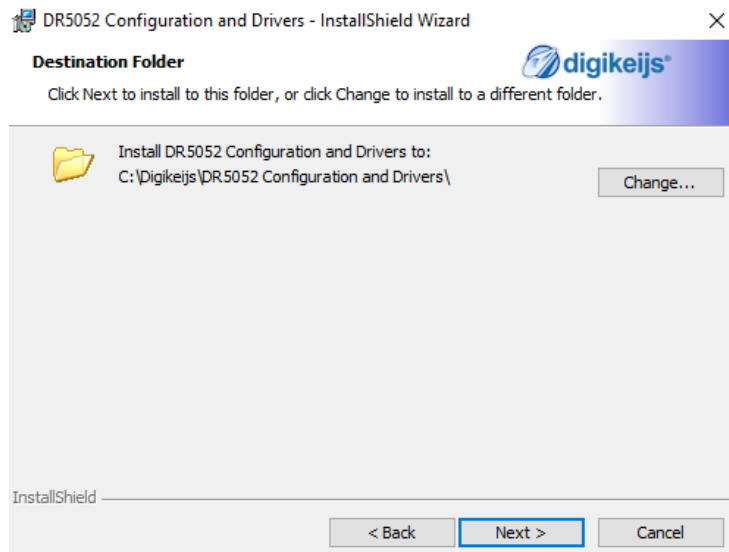 DR5052 Configuration and Drivers - InstallShield Wizard
Destination Folder
digikeijs®
Click Next to install to this folder, or click Change to install to a different folder.
Install DR5052 Configuration and Drivers to:
C:\Digikeijs\DR5052 Configuration and Drivers\
Change...
InstallShield
< Back
Next >
Cancel